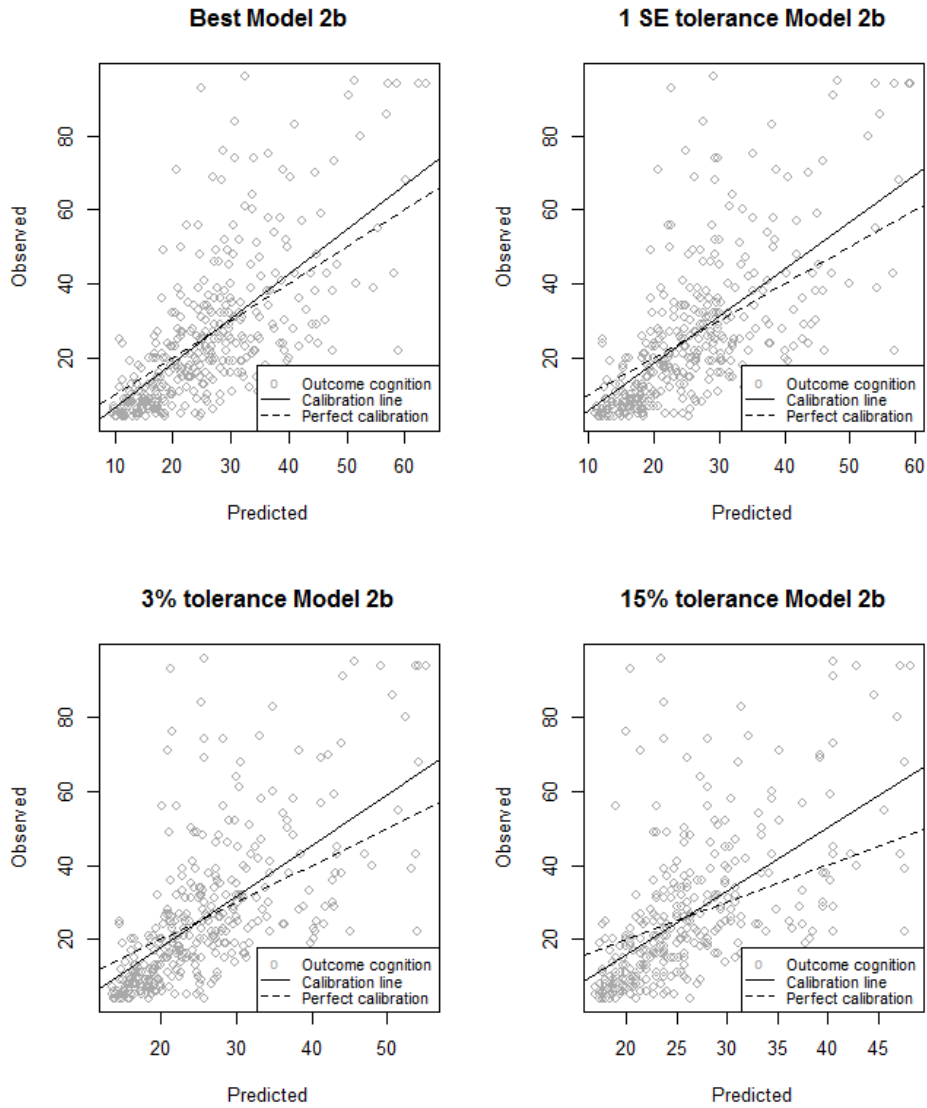 Best Model 2b
Observed
80
60
40
20
Outcome cognition
Calibration line
Perfect calibration
10 20 30 40 50 60
Predicted
1 SE tolerance Model 2b
Observed
80
60
40
20
Outcome cognition
Calibration line
Perfect calibration
10 20 30 40 50 60
Predicted
3% tolerance Model 2b
Observed
80
60
40
20
Outcome cognition
Calibration line
Perfect calibration
20 30 40 50
Predicted
15% tolerance Model 2b
Observed
80
60
40
20
Outcome cognition
Calibration line
Perfect calibration
20 25 30 35 40 45
Predicted